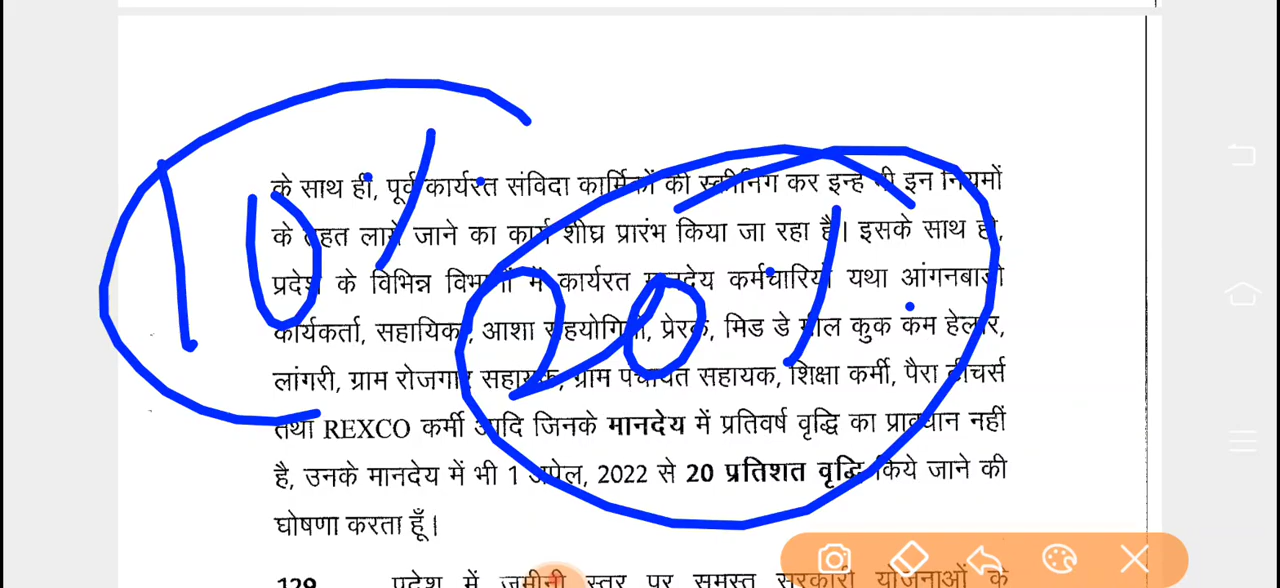 के साथ ही, पूर्व कार्यरत संविदा कार्मिकों की स्क्रीनिंग कर इन्हें भी इन नियमों
के तहत लाये जाने का कार्य शीघ्र प्रारंभ किया जा रहा है। इसके साथ ही,
प्रदेश के विभिन्न विभागों में कार्यरत मानदेय कर्मचारियों यथा आंगनबाडी
कार्यकर्ता, सहायिका, आशा सहयोगिनी, प्रेरक, मिड डे मील कुक कम हेल्पर,
लांगरी, ग्राम रोजगार सहायक, ग्राम पंचायत सहायक, शिक्षा कर्मी, पैरा टीचर्स
तथा REXCO कर्मी आदि जिनके मानदेय में प्रतिवर्ष वृद्धि का प्रावधान नहीं
है, उनके मानदेय में भी 1 अप्रेल, 2022 से 20 प्रतिशत वृद्धि किये जाने की
घोषणा करता हूँ।
129 प्रदेश में जमीनी स्तर पर समस्त सरकारी योजनाओं के
10
20